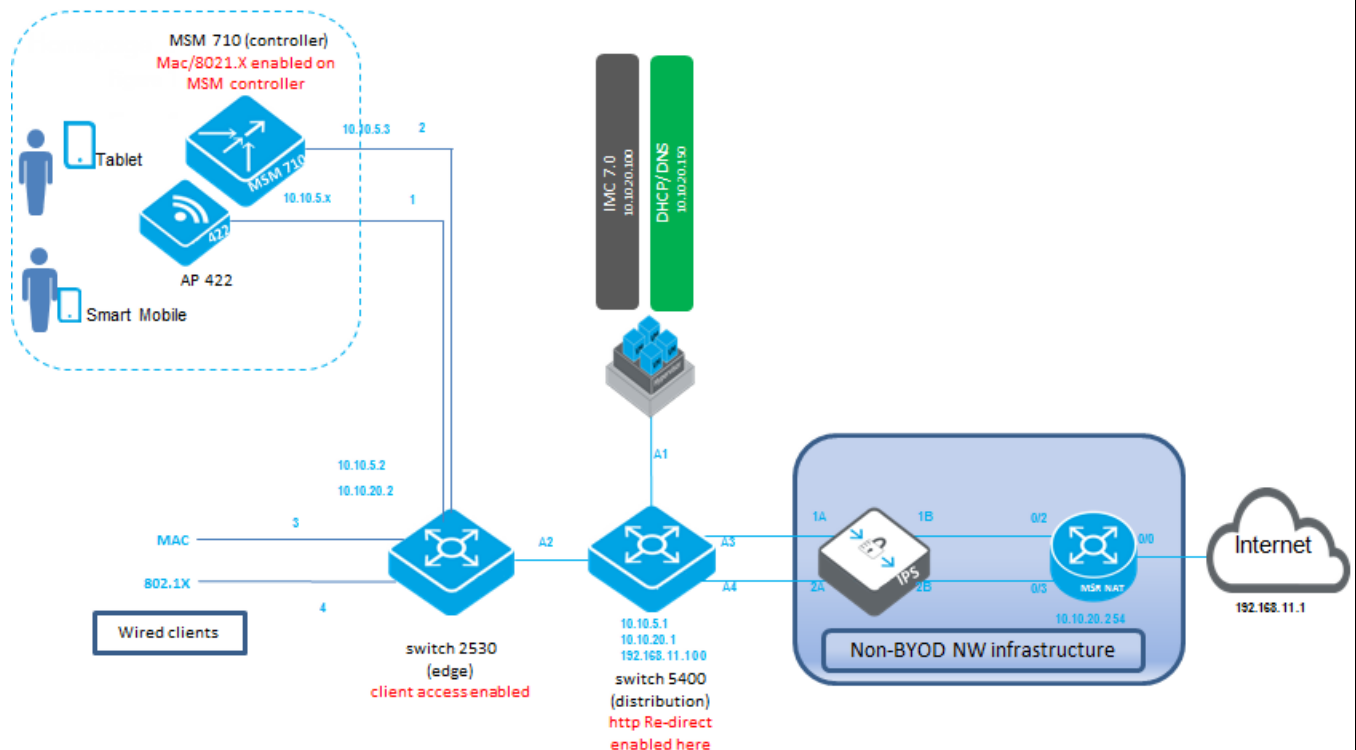 MSM 710 (controller)
Mac/8021.X enabled on
MSM controller
Tablet
MSM 710
10.10.5.3
2
10.10.5.x
1
422
AP 422
Smart Mobile
IMC 7.0
10.10.20.100
DHCP/DNS
10.10.20.150
A1
10.10.5.2
10.10.20.2
MAC
3
802.1X
4
Wired clients
A2
switch 2530
(edge)
client access enabled
10.10.5.1
10.10.20.1
192.168.11.100
switch 5400
(distribution)
http Re-direct
enabled here
A3
A4
1A
1B
2A
2B
IPS
0/2
0/3
0/0
MSR NAT
10.10.20.254
Non-BYOD NW infrastructure
Internet
192.168.11.1